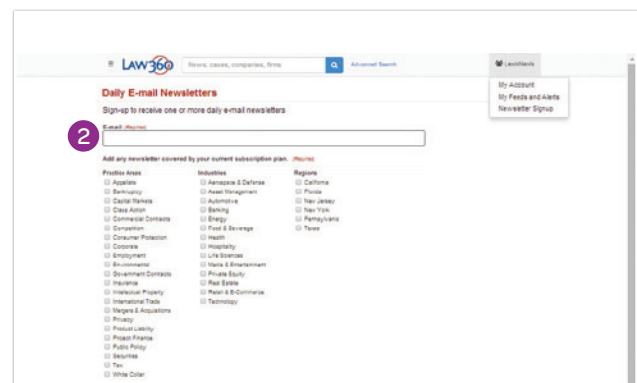 ≡ LAW360 News, cases, companies, firms Advanced Search LexisNexis
My Account
My Feeds and Alerts
Newsletter Signup
Daily E-mail Newsletters
Sign-up to receive one or more daily e-mail newsletters
2
E-mail (Required)
Add any newsletter covered by your current subscription plan. (Required)
Practice Areas
Appellate
Bankruptcy
Capital Markets
Class Action
Commercial Contracts
Competition
Consumer Protection
Corporate
Employment
Environmental
Government Contracts
Insurance
Intellectual Property
International Trade
Mergers & Acquisitions
Privacy
Product Liability
Project Finance
Public Policy
Securities
Tax
White Collar
Industries
Aerospace & Defense
Asset Management
Automotive
Banking
Energy
Food & Beverage
Health
Hospitality
Life Sciences
Media & Entertainment
Private Equity
Real Estate
Retail & E-Commerce
Technology
Regions
California
Florida
New Jersey
New York
Pennsylvania
Texas